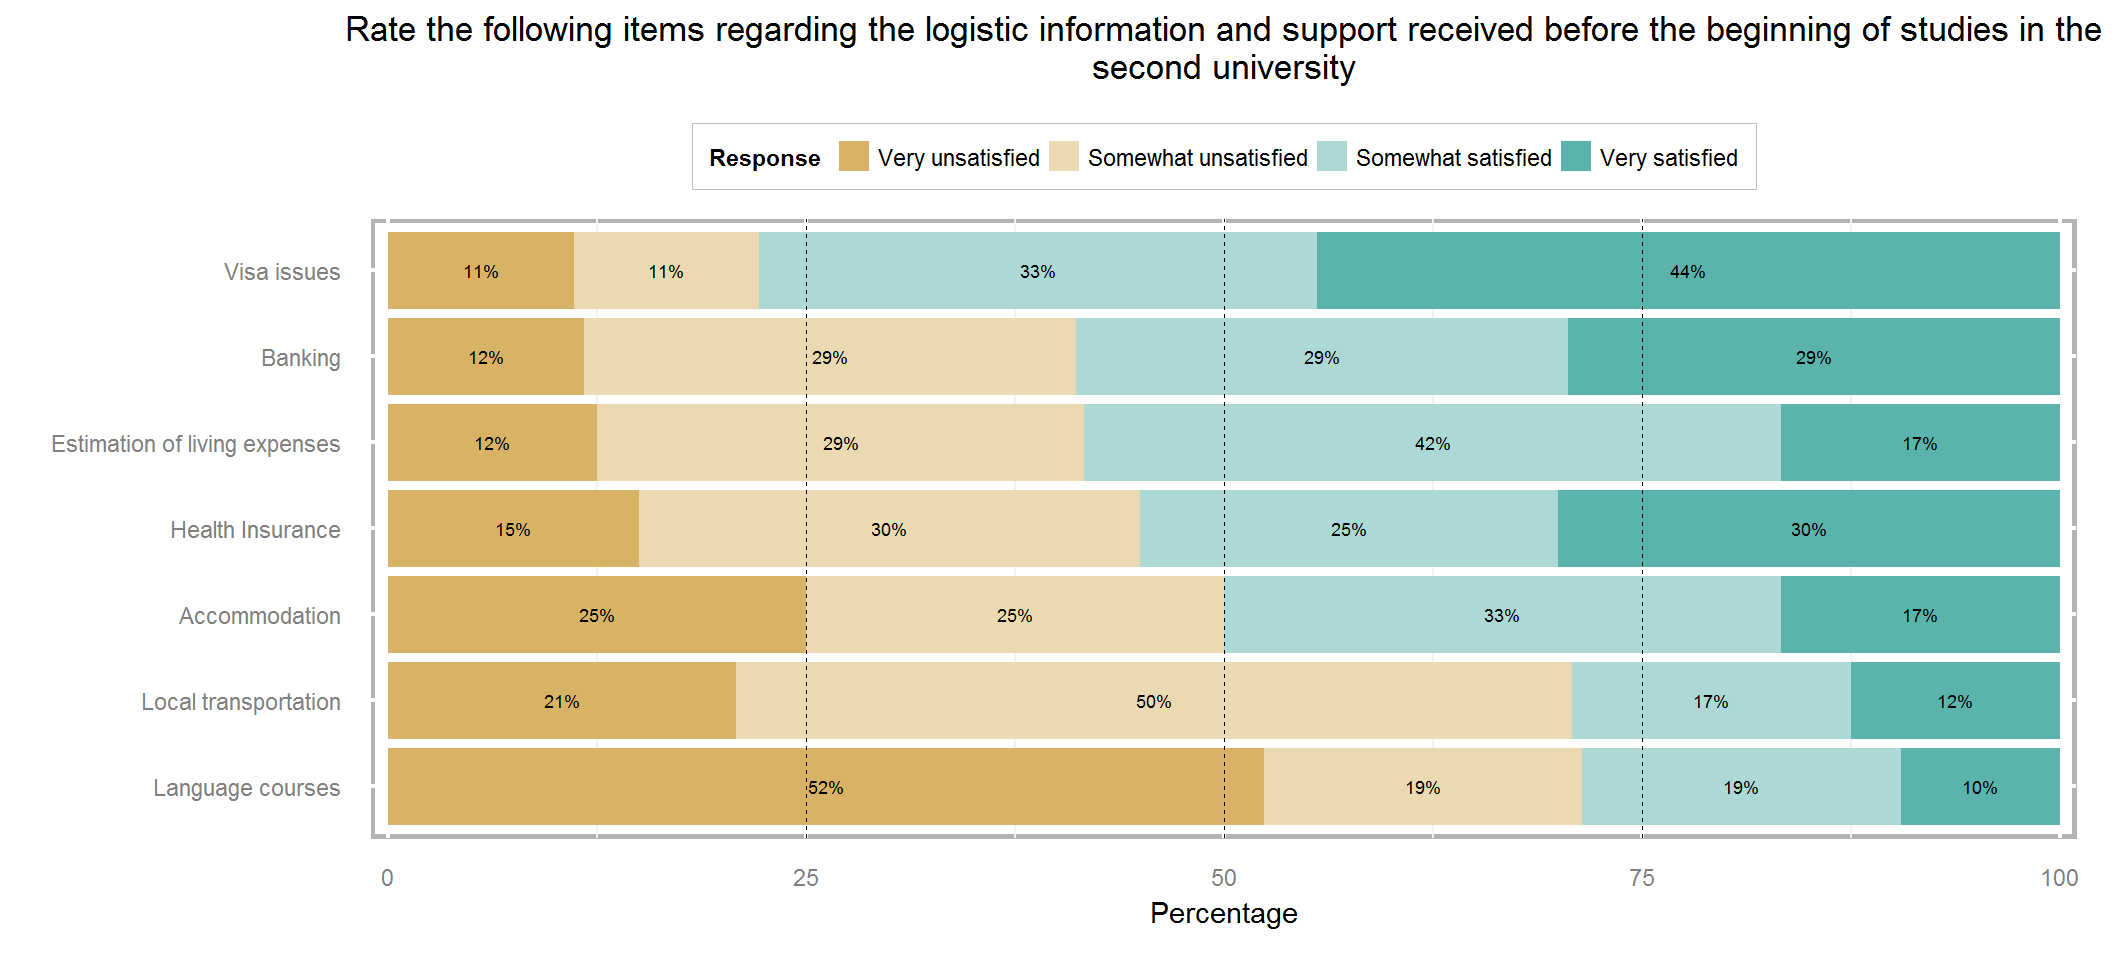 Rate the following items regarding the logistic information and support received before the beginning of studies in the
second university
Response Very unsatisfied Somewhat unsatisfied Somewhat satisfied Very satisfied
Visa issues 11% 11% 33% 44%
Banking 12% 29% 29% 29%
Estimation of living expenses 12% 29% 42% 17%
Health Insurance 15% 30% 25% 30%
Accommodation 25% 25% 33% 17%
Local transportation 21% 50% 17% 12%
Language courses 52% 19% 19% 10%
0 25 50 75 100
Percentage